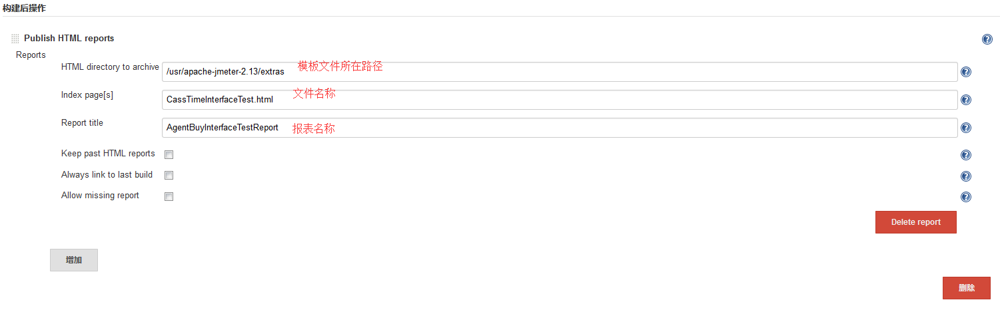 构建后操作
Publish HTML reports
Reports
HTML directory to archive /usr/apache-jmeter-2.13/extras 模板文件所在路径
Index page[s] CassTimeInterfaceTest.html 文件名称
Report title AgentBuyInterfaceTestReport 报表名称
Keep past HTML reports
Always link to last build
Allow missing report
Delete report
增加
删除